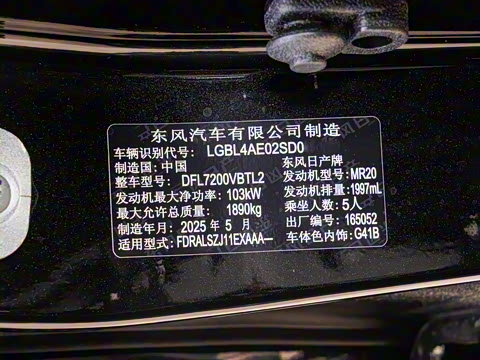 东风汽车有限公司制造
车辆识别代号: LGBL4AE02SD0
制造国: 中国 东风日产牌
整车型号: DFL7200VBTL2 发动机型号: MR20
发动机最大净功率: 103kW 发动机排量: 1997mL
最大允许总质量: 1890kg 乘坐人数: 5人
制造年月: 2025年5月 出厂编号: 165052
适用型式: FDRALSZJ11EXAAA— 车体色内饰: G41B